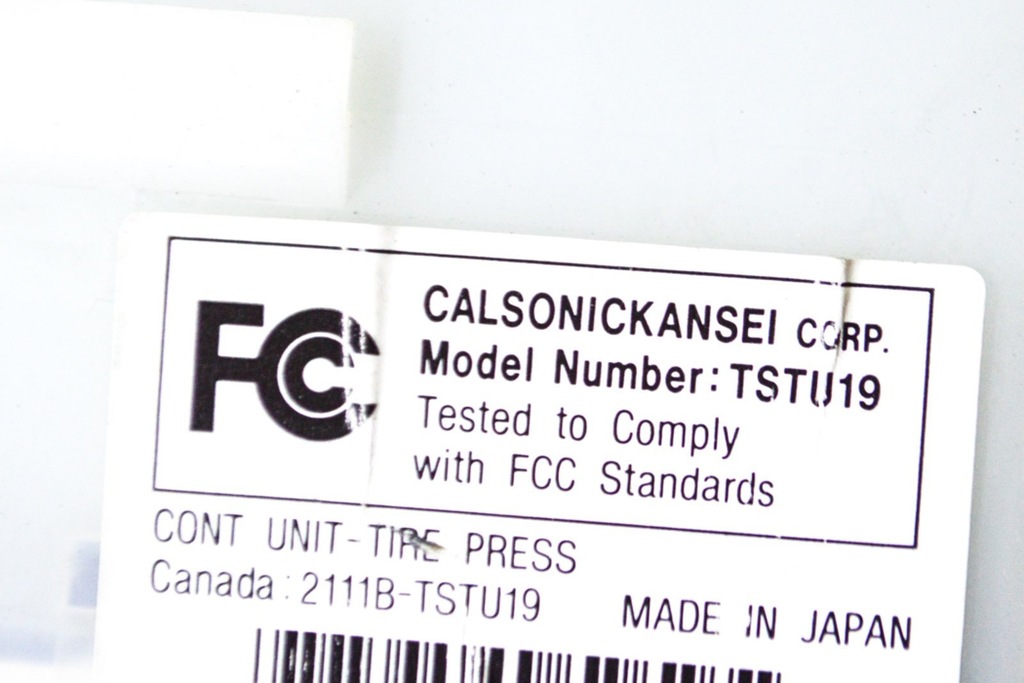 FCC
CALSONICKANSEI CORP.
Model Number: TSTU19
Tested to Comply
with FCC Standards
CONT UNIT-TIRE PRESS
Canada: 2111B-TSTU19
MADE IN JAPAN